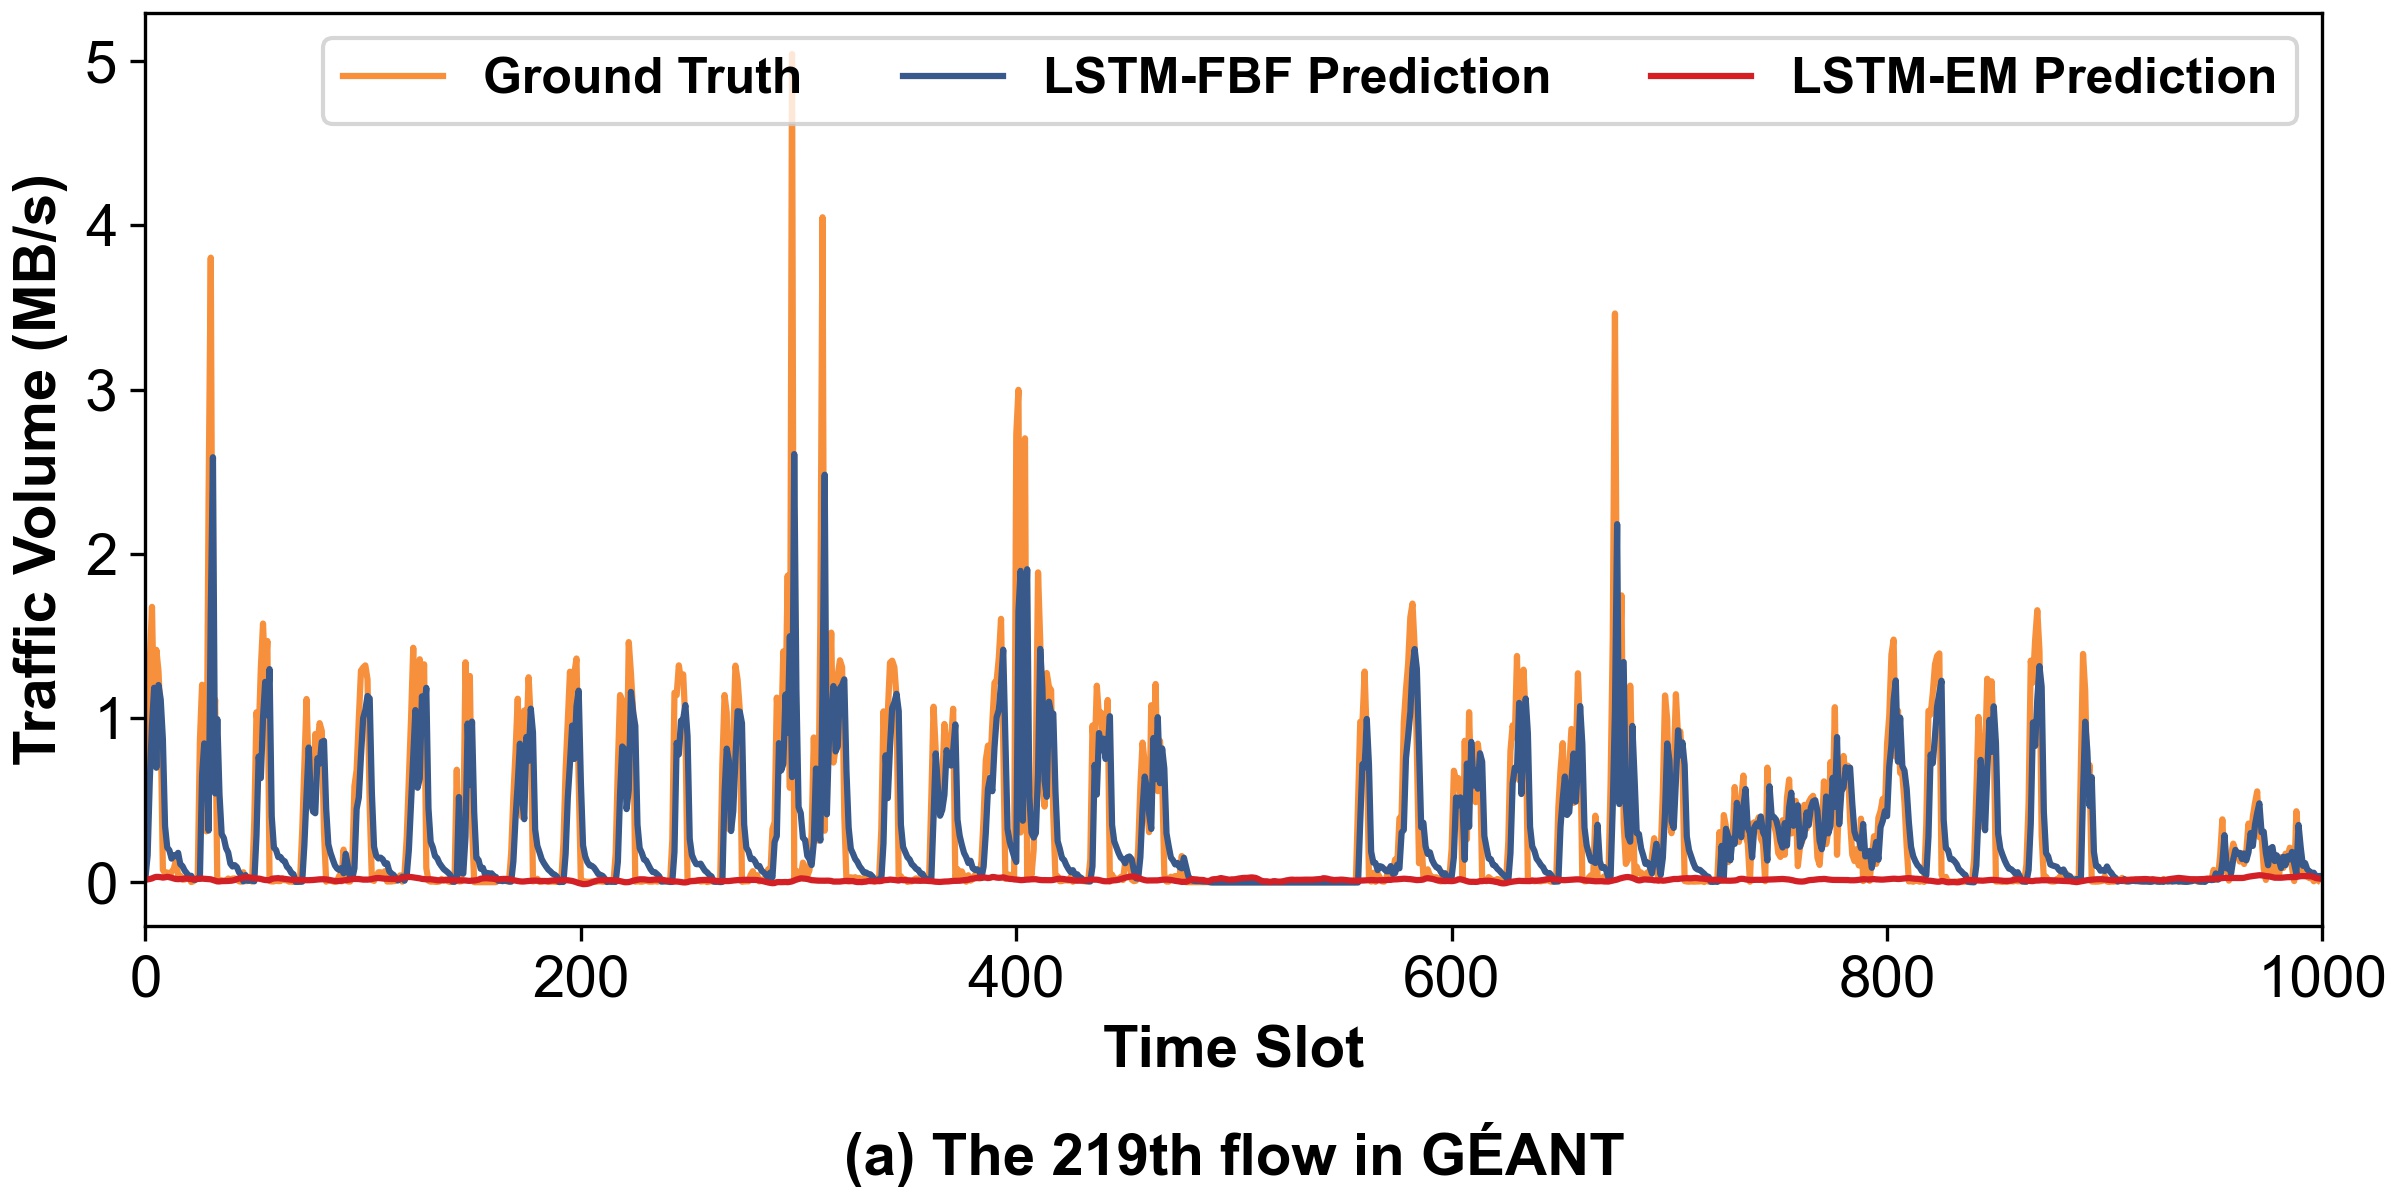 Ground Truth LSTM-FBF Prediction LSTM-EM Prediction
Traffic Volume (MB/s)
5
4
3
2
1
0
0 200 400 600 800 1000
Time Slot
(a) The 219th flow in GÉANT